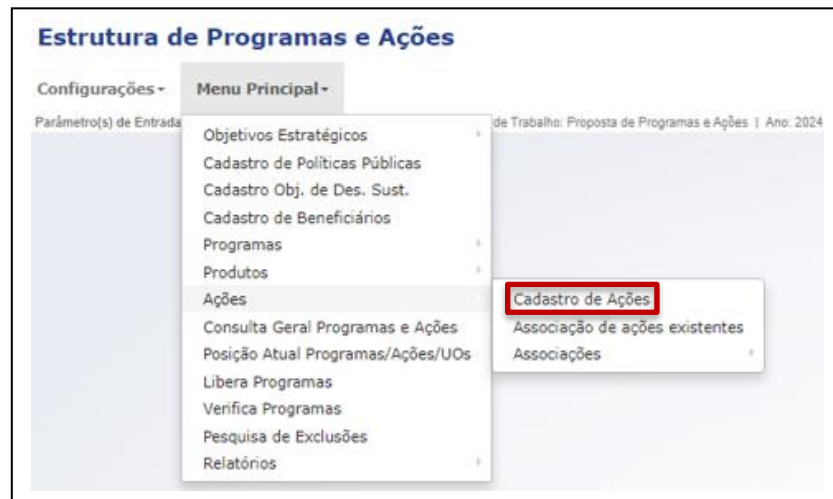 Estrutura de Programas e Ações
Configurações Menu Principal
Parâmetro(s) de Entrada de Trabalho: Proposta de Programas e Ações | Ano: 2024
Objetivos Estratégicos
Cadastro de Políticas Públicas
Cadastro Obj. de Des. Sust.
Cadastro de Beneficiários
Programas
Produtos
Ações
Cadastro de Ações
Consulta Geral Programas e Ações
Associação de ações existentes
Posição Atual Programas/Ações/UOs
Associações
Libera Programas
Verifica Programas
Pesquisa de Exclusões
Relatórios